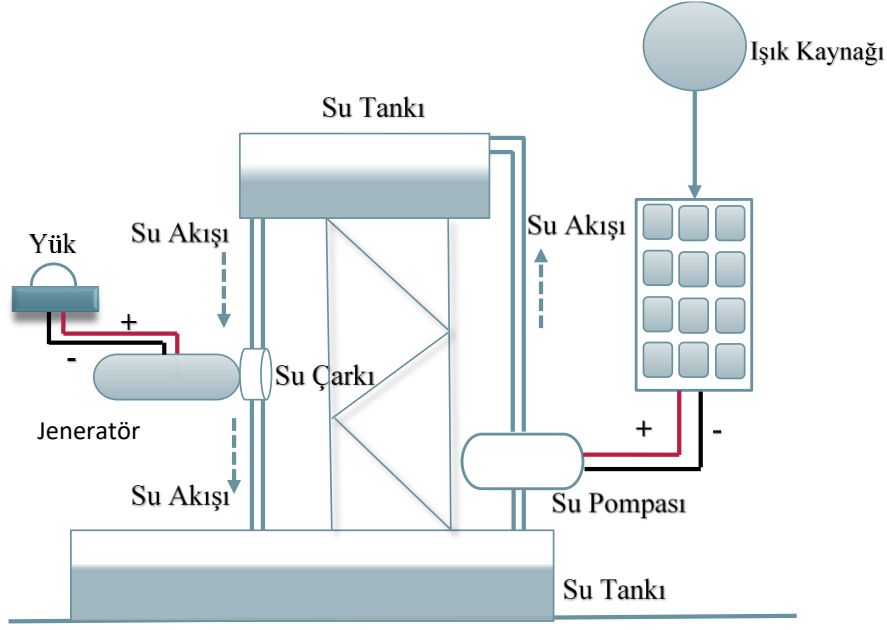 Işık Kaynağı
Su Tankı
Su Akışı
Su Akışı
Yük
+
-
Su Çarkı
Jeneratör
+
-
Su Akışı
Su Pompası
Su Tankı